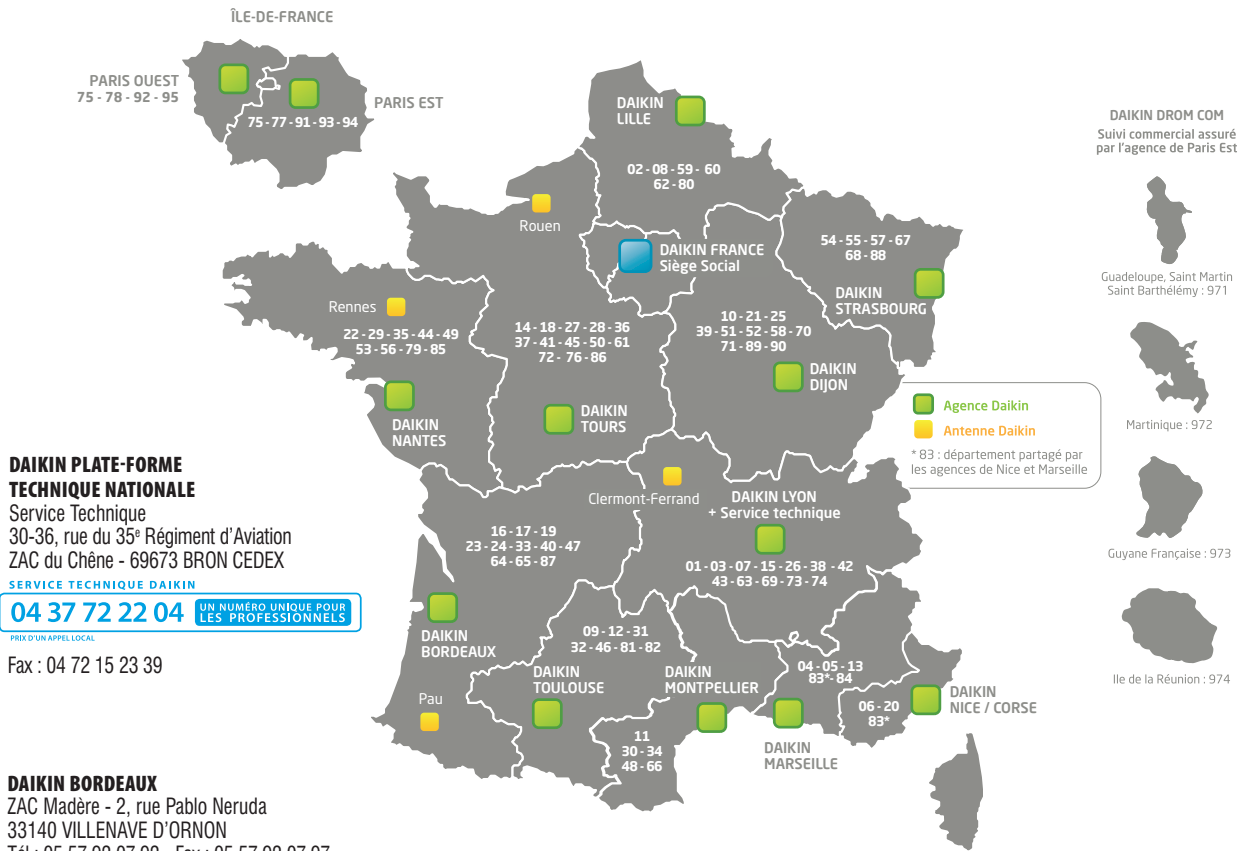 ÎLE-DE-FRANCE
PARIS OUEST
75 - 78 - 92 - 95
PARIS EST
75 - 77 - 91 - 93 - 94
DAIKIN
LILLE
02 - 08 - 59 - 60
62 - 80
Rouen
DAIKIN FRANCE
Siège Social
54 - 55 - 57 - 67
68 - 88
DAIKIN
STRASBOURG
Rennes
22 - 29 - 35 - 44 - 49
53 - 56 - 79 - 85
DAIKIN
NANTES
14 - 18 - 27 - 28 - 36
37 - 41 - 45 - 50 - 61
72 - 76 - 86
DAIKIN
TOURS
10 - 21 - 25
39 - 51 - 52 - 58 - 70
71 - 89 - 90
DAIKIN
DIJON
Agence Daikin
Antenne Daikin
* 83 : département partagé par
les agences de Nice et Marseille
DAIKIN DROM COM
Suivi commercial assuré
par l'agence de Paris Est
Guadeloupe, Saint Martin
Saint Barthélémy : 971
Martinique : 972
Guyane Française : 973
Ile de la Réunion : 974
Clermont-Ferrand
DAIKIN LYON
+ Service technique
01 - 03 - 07 - 15 - 26 - 38 - 42
43 - 63 - 69 - 73 - 74
16 - 17 - 19
23 - 24 - 33 - 40 - 47
64 - 65 - 87
DAIKIN
BORDEAUX
Pau
09 - 12 - 31
32 - 46 - 81 - 82
DAIKIN
TOULOUSE
DAIKIN
MONTPELLIER
11
30 - 34
48 - 66
04 - 05 - 13
83*- 84
DAIKIN
MARSEILLE
06 - 20
83*
DAIKIN
NICE / CORSE
DAIKIN PLATE-FORME
TECHNIQUE NATIONALE
Service Technique
30-36, rue du 35e Régiment d'Aviation
ZAC du Chêne - 69673 BRON CEDEX
SERVICE TECHNIQUE DAIKIN
04 37 72 22 04
UN NUMÉRO UNIQUE POUR
LES PROFESSIONNELS
PRIX D'UN APPEL LOCAL
Fax : 04 72 15 23 39
DAIKIN BORDEAUX
ZAC Madère - 2, rue Pablo Neruda
33140 VILLENAVE D'ORNON